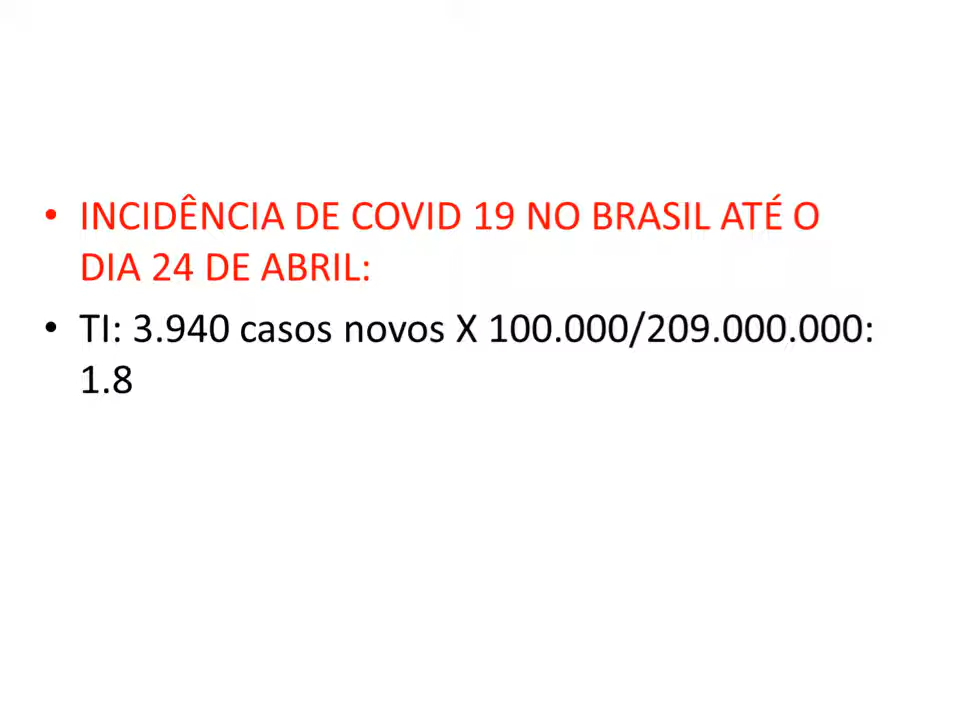 • INCIDÊNCIA DE COVID 19 NO BRASIL ATÉ O
DIA 24 DE ABRIL:
• TI: 3.940 casos novos X 100.000/209.000.000:
1.8